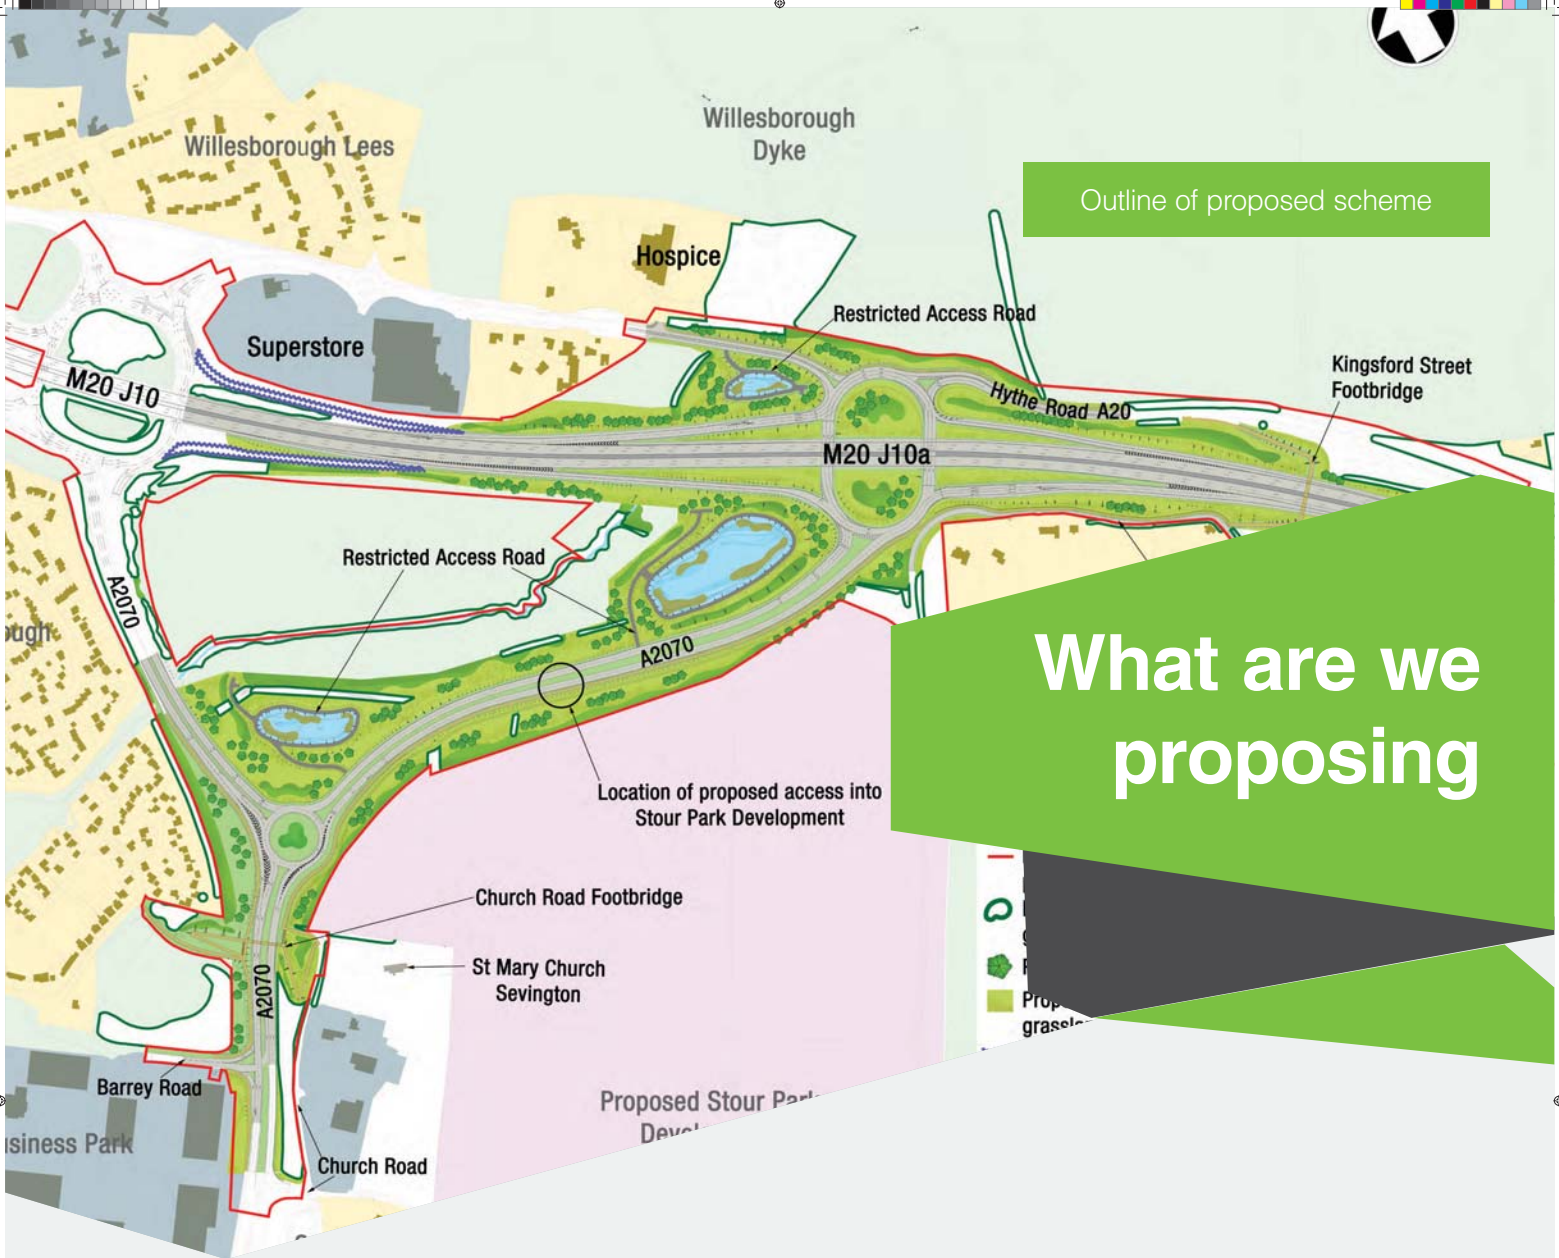 Willesborough Lees
Willesborough
Dyke
Outline of proposed scheme
Hospice
Restricted Access Road
Superstore
Kingsford Street
Footbridge
M20 J10
Hythe Road A20
M20 J10a
Restricted Access Road
A2070
A2070
What are we
proposing
Location of proposed access into
Stour Park Development
Church Road Footbridge
St Mary Church
Sevington
A2070
Barrey Road
Proposed Stour
Church Road